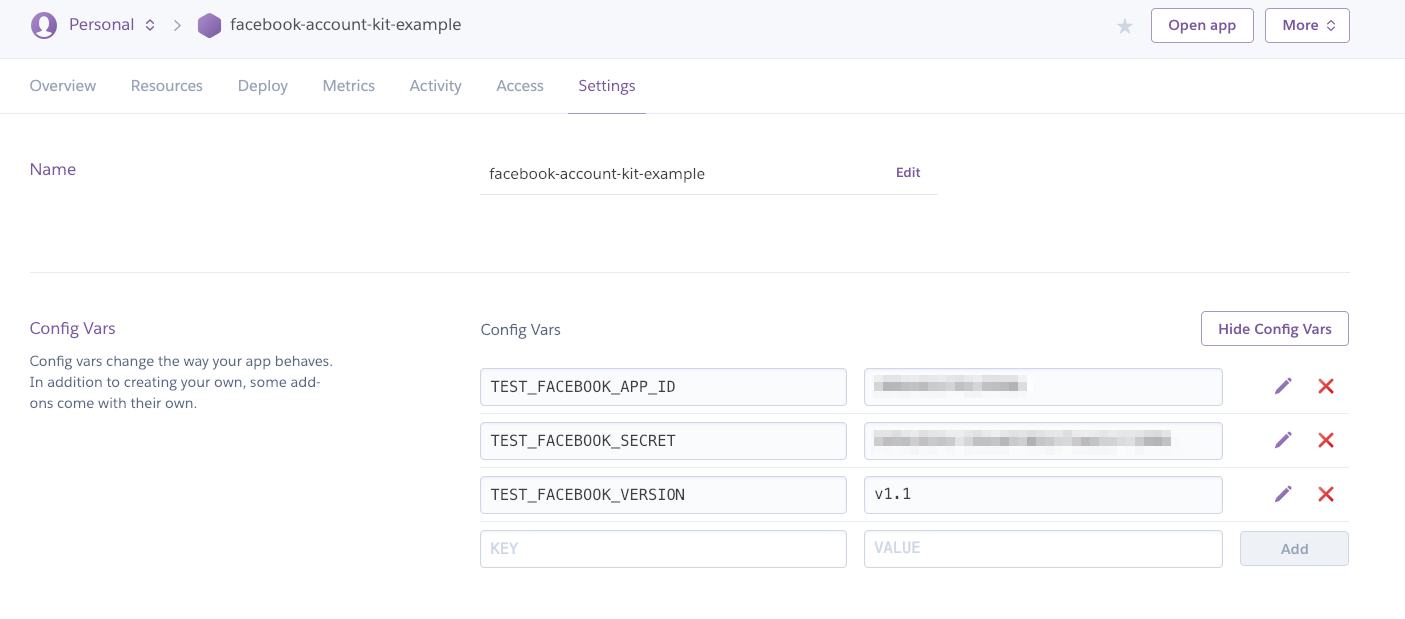 Personal facebook-account-kit-example Open app More
Overview Resources Deploy Metrics Activity Access Settings
Name facebook-account-kit-example Edit
Config Vars
Config vars change the way your app behaves.
In addition to creating your own, some add-
ons come with their own.
Config Vars Hide Config Vars
TEST_FACEBOOK_APP_ID
TEST_FACEBOOK_SECRET
TEST_FACEBOOK_VERSION v1.1
KEY VALUE Add